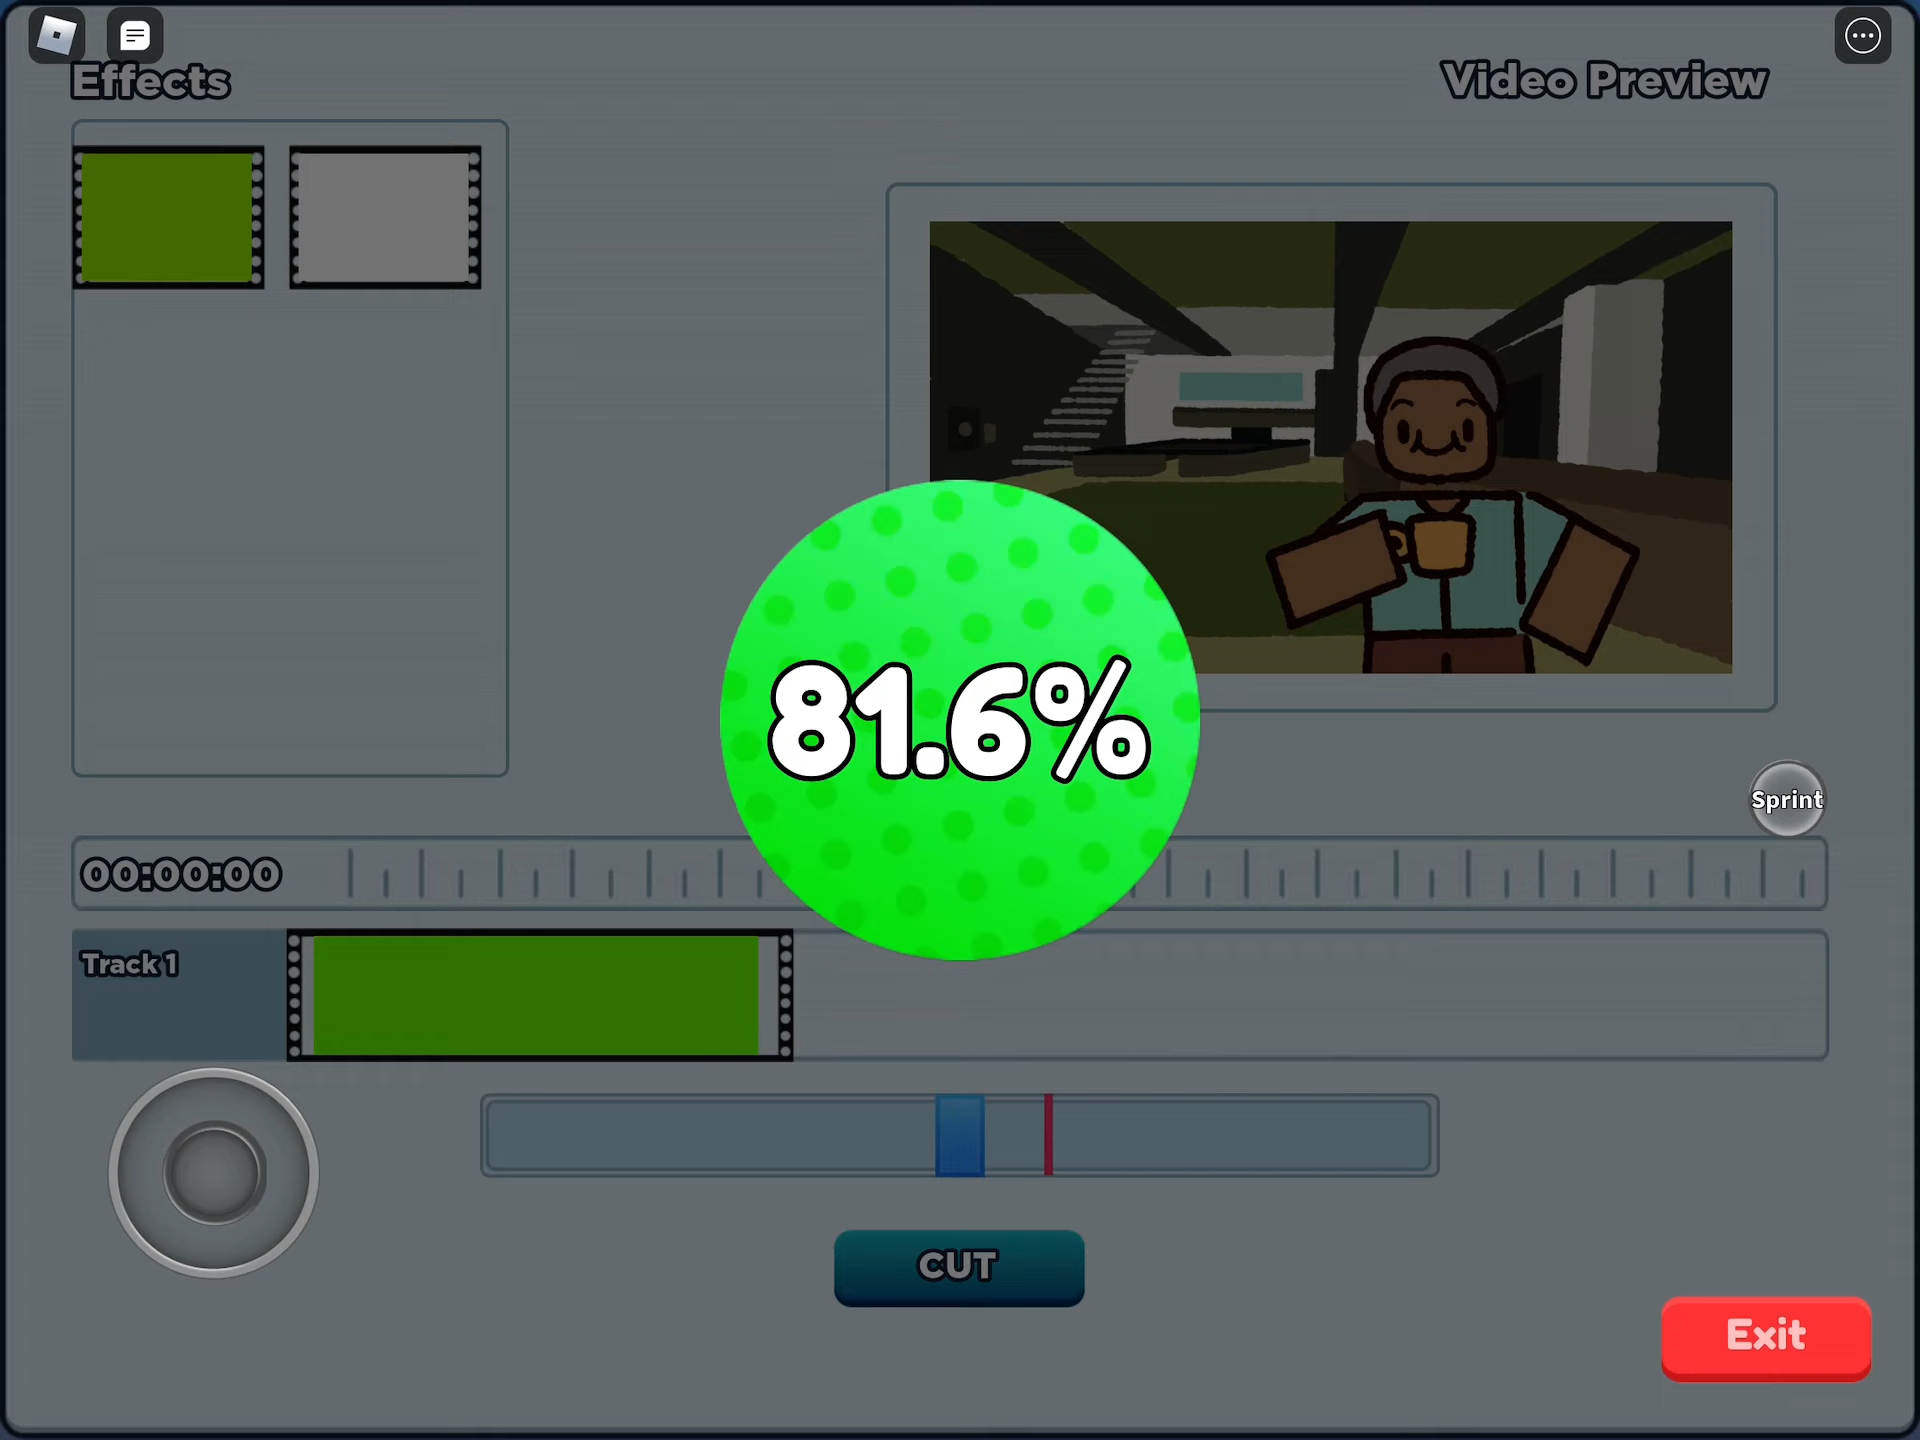 Effects
Video Preview
81.6%
Sprint
00:00:00
Track 1
CUT
Exit